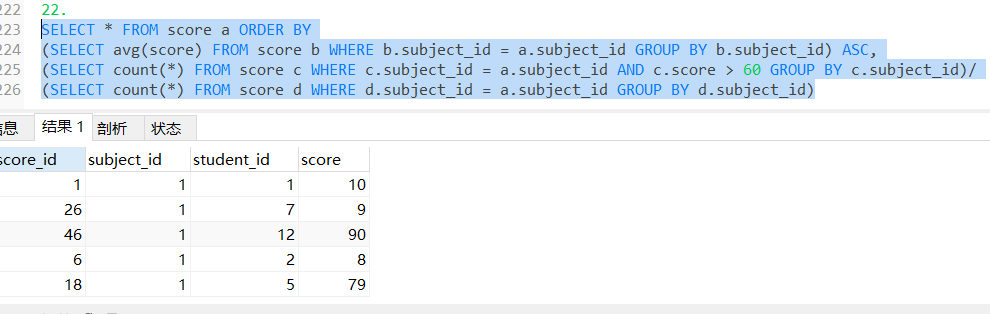 222 22.
223 SELECT * FROM score a ORDER BY
224 (SELECT avg(score) FROM score b WHERE b.subject_id = a.subject_id GROUP BY b.subject_id) ASC,
225 (SELECT count(*) FROM score c WHERE c.subject_id = a.subject_id AND c.score > 60 GROUP BY c.subject_id)/
226 (SELECT count(*) FROM score d WHERE d.subject_id = a.subject_id GROUP BY d.subject_id)
信息 结果 1 剖析 状态
score_id subject_id student_id score
1 1 1 10
26 1 7 9
46 1 12 90
6 1 2 8
18 1 5 79